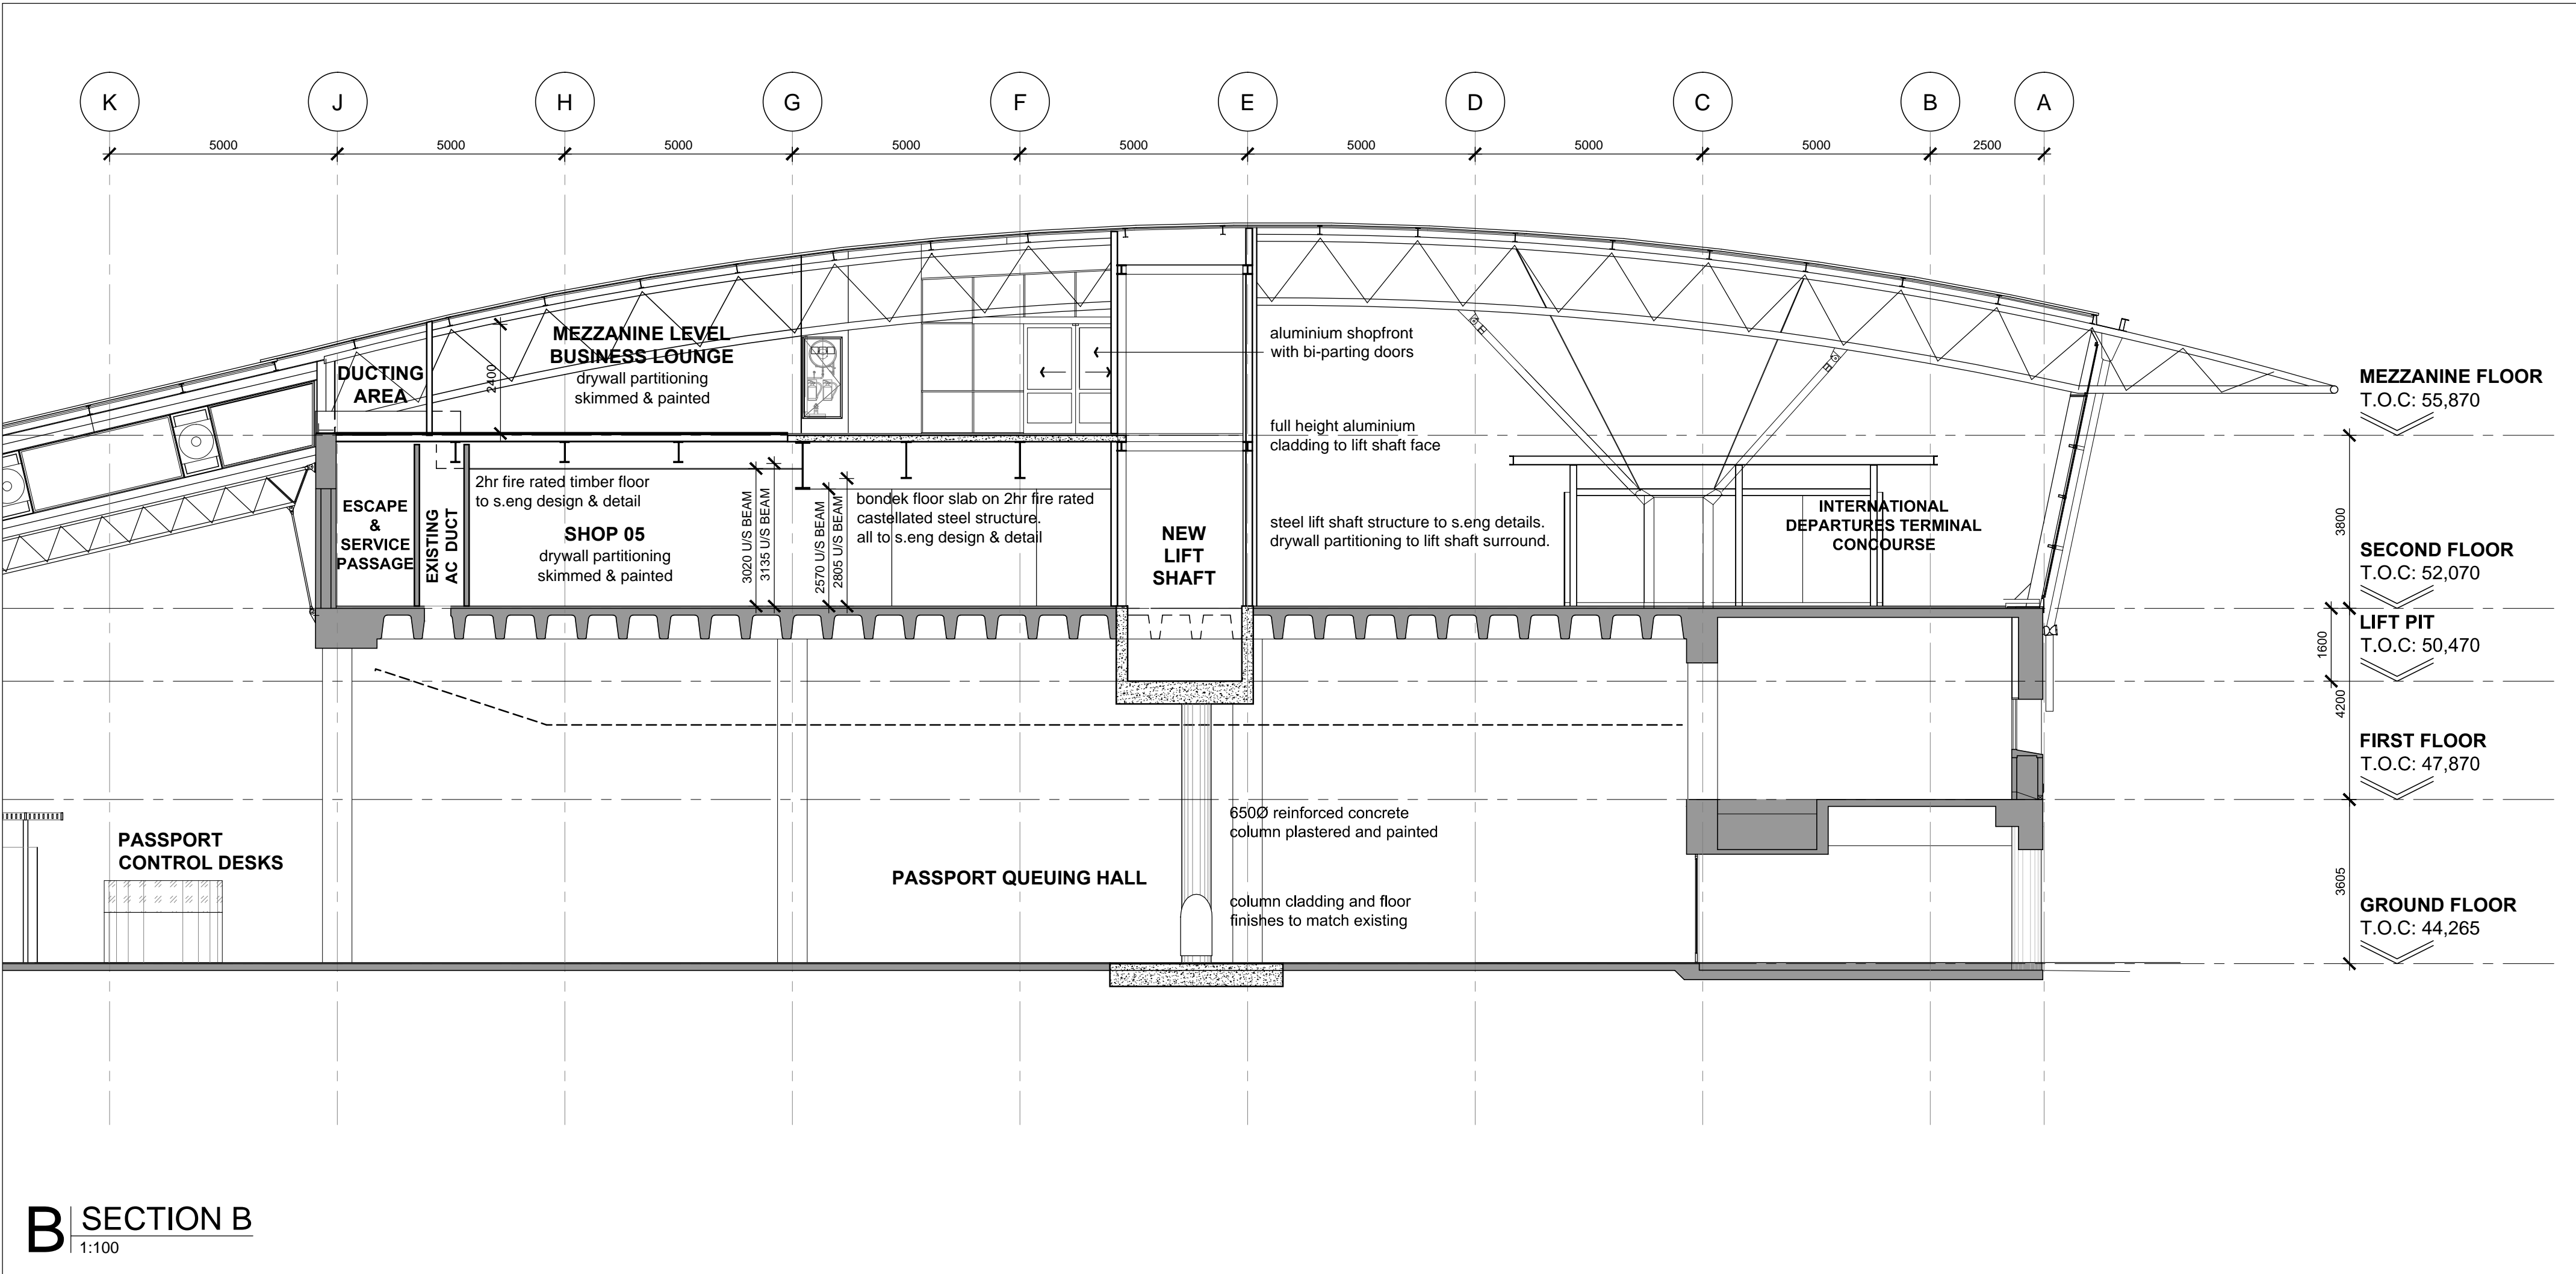 K
J
H
G
F
E
D
C
B
A
5000
5000
5000
5000
5000
5000
5000
5000
2500
DUCTING
AREA
2400
MEZZANINE LEVEL
BUSINESS LOUNGE
drywall partitioning
skimmed & painted
aluminium shopfront
with bi-parting doors
full height aluminium
cladding to lift shaft face
MEZZANINE FLOOR
T.O.C: 55,870
ESCAPE
&
SERVICE
PASSAGE
EXISTING
AC DUCT
2hr fire rated timber floor
to s.eng design & detail
SHOP 05
drywall partitioning
skimmed & painted
3020 U/S BEAM
3135 U/S BEAM
2570 U/S BEAM
2805 U/S BEAM
bondek floor slab on 2hr fire rated
castellated steel structure.
all to s.eng design & detail
NEW
LIFT
SHAFT
steel lift shaft structure to s.eng details.
drywall partitioning to lift shaft surround.
INTERNATIONAL
DEPARTURES TERMINAL
CONCOURSE
3800
SECOND FLOOR
T.O.C: 52,070
1600
LIFT PIT
T.O.C: 50,470
4200
FIRST FLOOR
T.O.C: 47,870
PASSPORT
CONTROL DESKS
PASSPORT QUEUING HALL
650Ø reinforced concrete
column plastered and painted
column cladding and floor
finishes to match existing
3605
GROUND FLOOR
T.O.C: 44,265
B
SECTION B
1:100